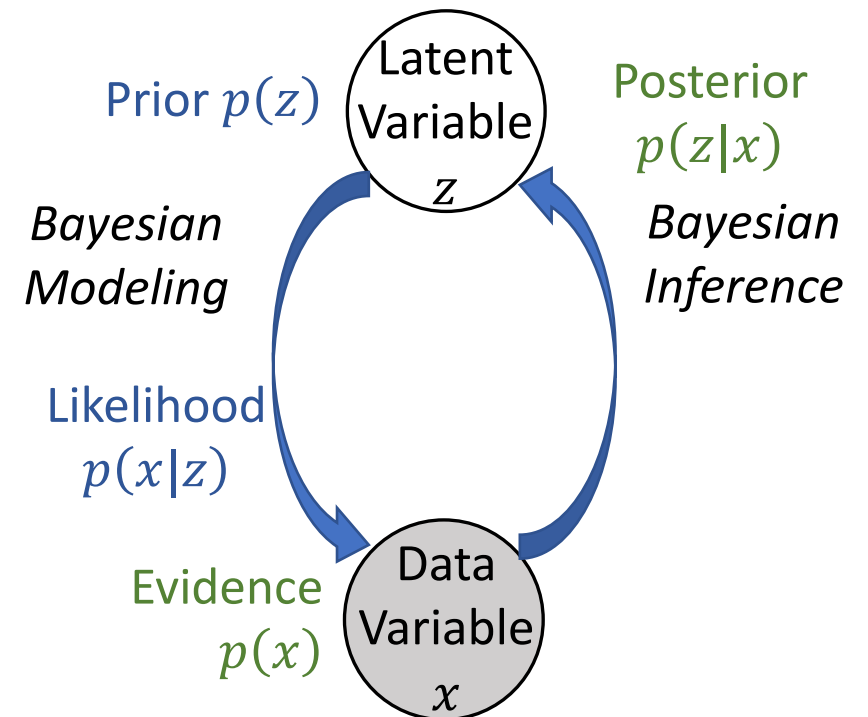 Latent
Variable
z
Prior p(z)
Posterior
p(z|x)
Bayesian
Modeling
Bayesian
Inference
Likelihood
p(x|z)
Evidence
p(x)
Data
Variable
x